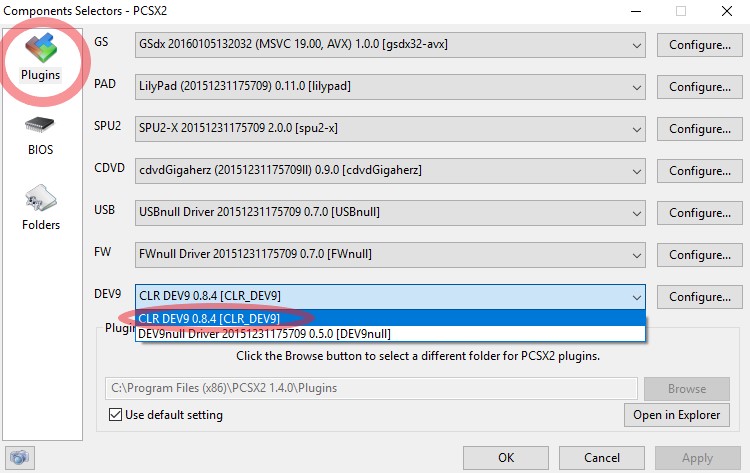 Components Selectors - PCSX2
Plugins
BIOS
Folders
GS GSdx 20160105132032 (MSVC 19.00, AVX) 1.0.0 [gsdx32-avx] Configure...
PAD LilyPad (20151231175709) 0.11.0 [lilypad] Configure...
SPU2 SPU2-X 20151231175709 2.0.0 [spu2-x] Configure...
CDVD cdvdGigaherz (20151231175709II) 0.9.0 [cdvdGigaherz] Configure...
USB USBnull Driver 20151231175709 0.7.0 [USBnull] Configure...
FW FWnull Driver 20151231175709 0.7.0 [FWnull] Configure...
DEV9 CLR DEV9 0.8.4 [CLR_DEV9] Configure...
CLR DEV9 0.8.4 [CLR_DEV9]
DEV9null Driver 20151231175709 0.5.0 [DEV9null]
Click the Browse button to select a different folder for PCSX2 plugins.
C:\Program Files (x86)\PCSX2 1.4.0\Plugins Browse
Use default setting Open in Explorer
OK Cancel Apply